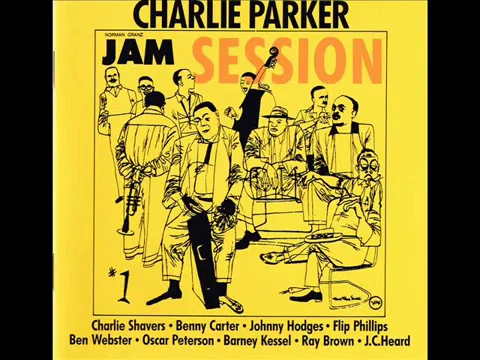 CHARLIE PARKER
NORMAN GRANZ'
JAM SESSION
#1
Charlie Shavers • Benny Carter • Johnny Hodges • Flip Phillips
Ben Webster • Oscar Peterson • Barney Kessel • Ray Brown • J.C.Heard